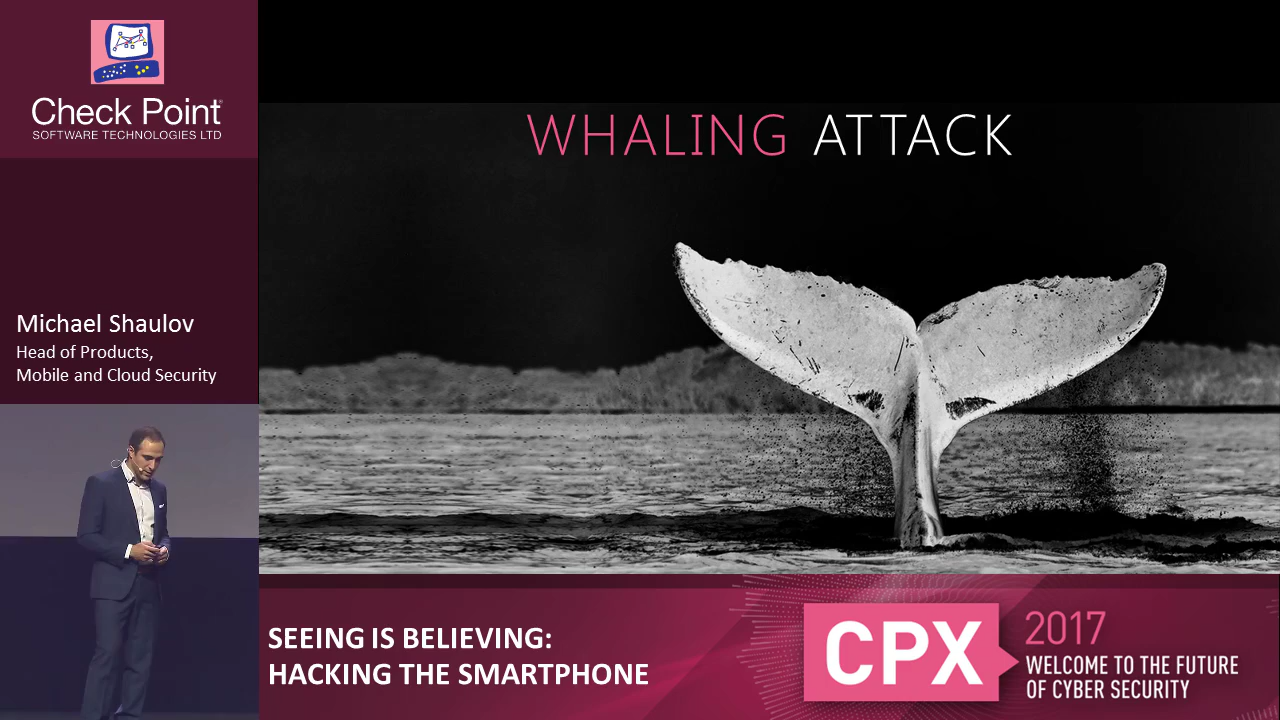 Check Point
SOFTWARE TECHNOLOGIES LTD
WHALING ATTACK
Michael Shaulov
Head of Products,
Mobile and Cloud Security
SEEING IS BELIEVING:
HACKING THE SMARTPHONE
CPX
2017
WELCOME TO THE FUTURE
OF CYBER SECURITY